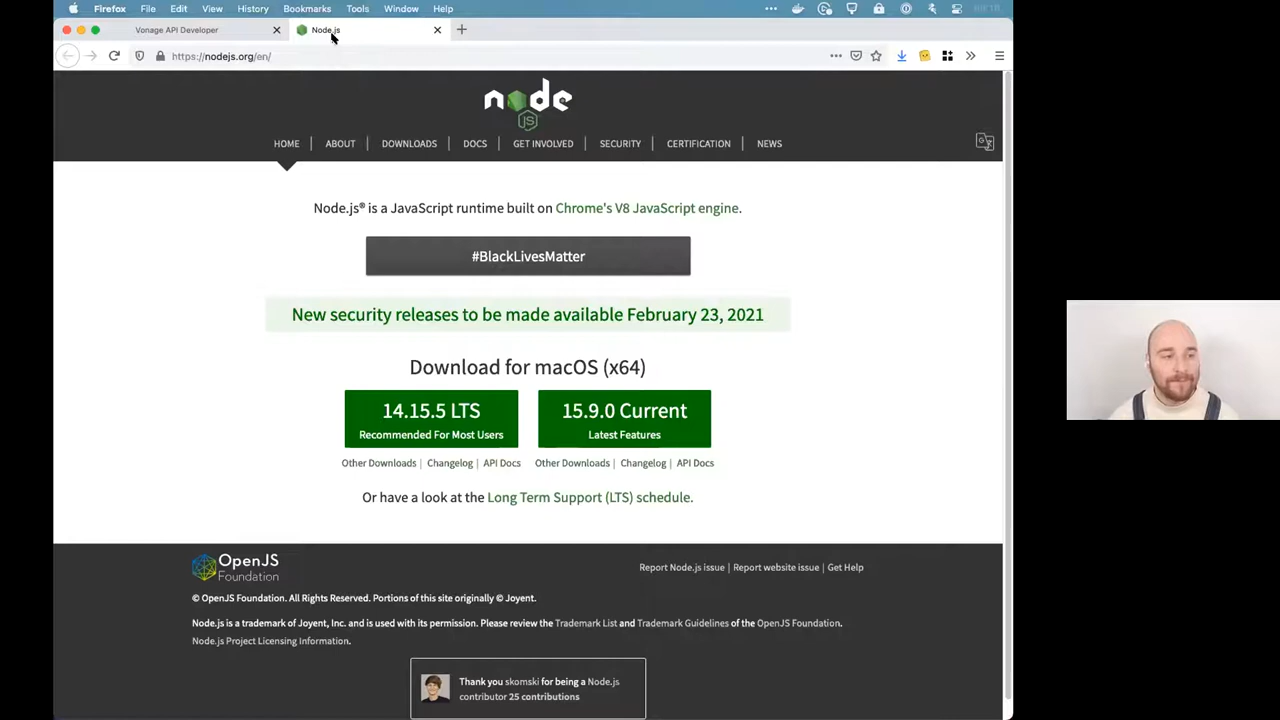 Firefox File Edit View History Bookmarks Tools Window Help
Vonage API Developer
Node.js
https://nodejs.org/en/
node
JS
HOME | ABOUT | DOWNLOADS | DOCS | GET INVOLVED | SECURITY | CERTIFICATION | NEWS
Node.js® is a JavaScript runtime built on Chrome's V8 JavaScript engine.
#BlackLivesMatter
New security releases to be made available February 23, 2021
Download for macOS (x64)
14.15.5 LTS
Recommended For Most Users
15.9.0 Current
Latest Features
Other Downloads | Changelog | API Docs
Other Downloads | Changelog | API Docs
Or have a look at the Long Term Support (LTS) schedule.
OpenJS
Foundation
Report Node.js issue | Report website issue | Get Help
© OpenJS Foundation. All Rights Reserved. Portions of this site originally © Joyent.
Node.js is a trademark of Joyent, Inc. and is used with its permission. Please review the Trademark List and Trademark Guidelines of the OpenJS Foundation.
Node.js Project Licensing Information.
Thank you skomski for being a Node.js
contributor 25 contributions